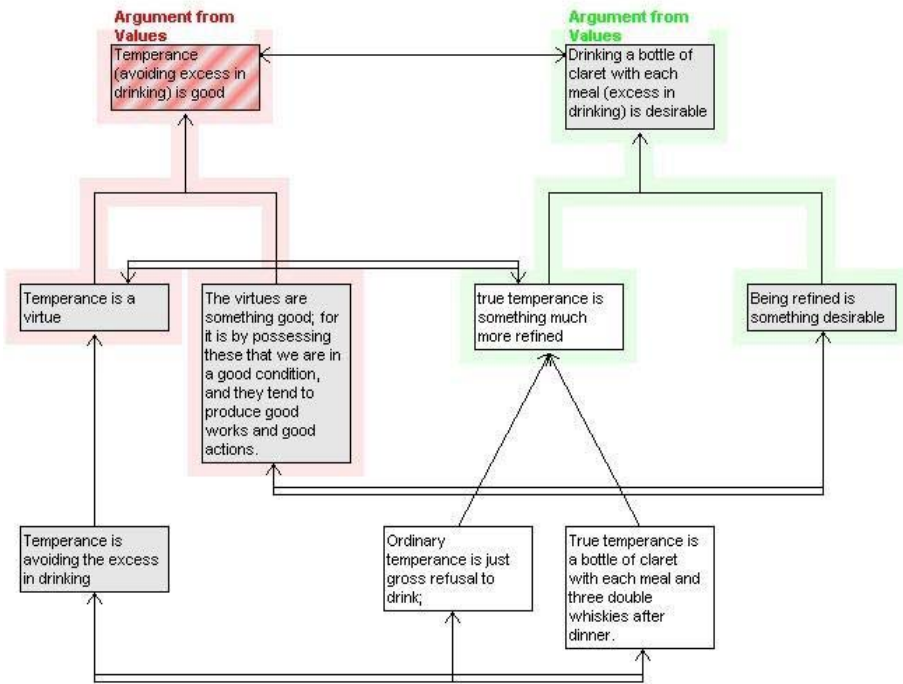 Argument from
Values
Temperance
(avoiding excess in
drinking) is good
Argument from
Values
Drinking a bottle of
claret with each
meal (excess in
drinking) is desirable
Temperance is a
virtue
The virtues are
something good; for
it is by possessing
these that we are in
a good condition,
and they tend to
produce good
works and good
actions.
true temperance is
something much
more refined
Being refined is
something desirable
Temperance is
avoiding the excess
in drinking
Ordinary
temperance is just
gross refusal to
drink;
True temperance is
a bottle of claret
with each meal and
three double
whiskies after
dinner.